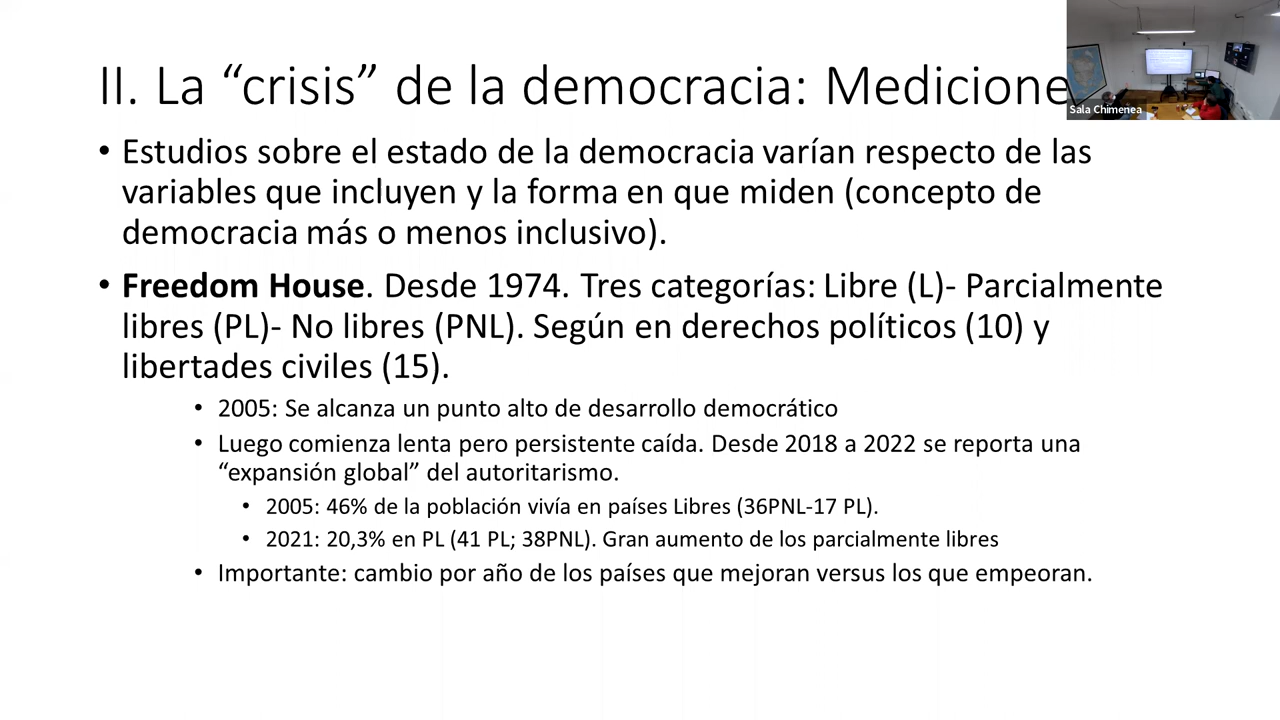 II. La “crisis” de la democracia: Medicione
Sala Chimenea
• Estudios sobre el estado de la democracia varían respecto de las
variables que incluyen y la forma en que miden (concepto de
democracia más o menos inclusivo).
• Freedom House. Desde 1974. Tres categorías: Libre (L)- Parcialmente
libres (PL)- No libres (PNL). Según en derechos políticos (10) y
libertades civiles (15).
• 2005: Se alcanza un punto alto de desarrollo democrático
• Luego comienza lenta pero persistente caída. Desde 2018 a 2022 se reporta una
“expansión global” del autoritarismo.
• 2005: 46% de la población vivía en países Libres (36PNL-17 PL).
• 2021: 20,3% en PL (41 PL; 38PNL). Gran aumento de los parcialmente libres
• Importante: cambio por año de los países que mejoran versus los que empeoran.